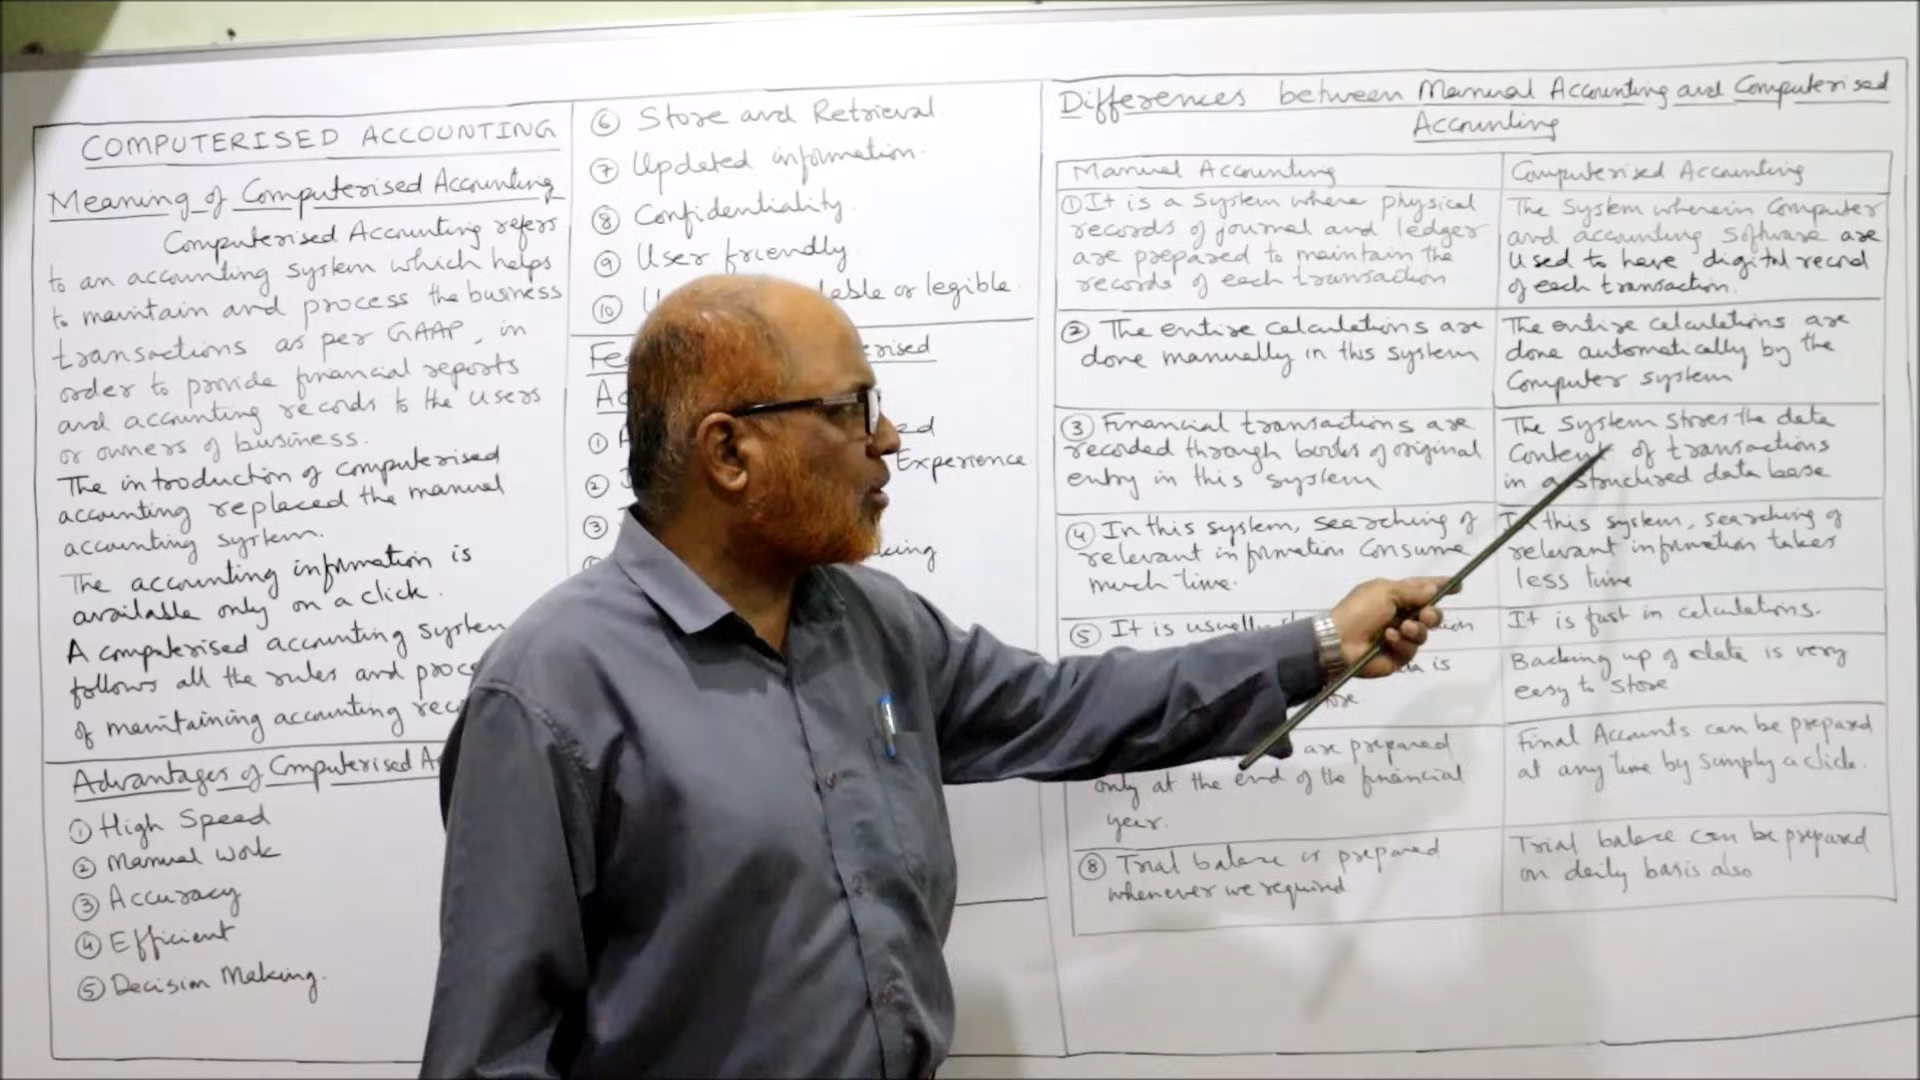 COMPUTERISED ACCOUNTING
Meaning of Computerised Accounting
Computerised Accounting refers
to an accounting system which helps
to maintain and process the business
transactions as per GAAP, in
order to provide financial reports
and accounting records to the users
or owners of business.
The introduction of computerised
accounting replaced the manual
accounting system.
The accounting information is
available only on a click.
A computerised accounting system
follows all the rules and
of maintaining accounting
Advantages of Computerised
① High Speed
② Manual work
③ Accuracy
④ Efficient
⑤ Decision Making.
⑥ Store and Retrieval
⑦ Updated information.
⑧ Confidentiality.
⑨ User friendly
⑩ or legible.
①
② Experience
③
Differences between Manual Accounting and Computerised
Accounting
Manual Accounting
Computerised Accounting
① It is a System where physical
records of journal and ledger
are prepared to maintain the
records of each transaction
The System wherein Computer
and accounting Software are
Used to have digital record
of each transaction.
② The entire calculations are
done manually in this system
The entire calculations are
done automatically by the
Computer system
③ Financial transactions are
recorded through books of original
entry in this system
The System stores the data
of transactions
in a structured data base
④ In this system, searching of
relevant information Consume
much time.
In this system, searching of
relevant information takes
less time
⑤ It is usually
It is fast in calculations.
is
Backing up of data is very
easy to store
are prepared
only at the end of the financial
year.
Final Accounts can be prepared
at any time by simply a click.
⑧ Trial balance is prepared
whenever we required
Trial balance can be prepared
on daily basis also